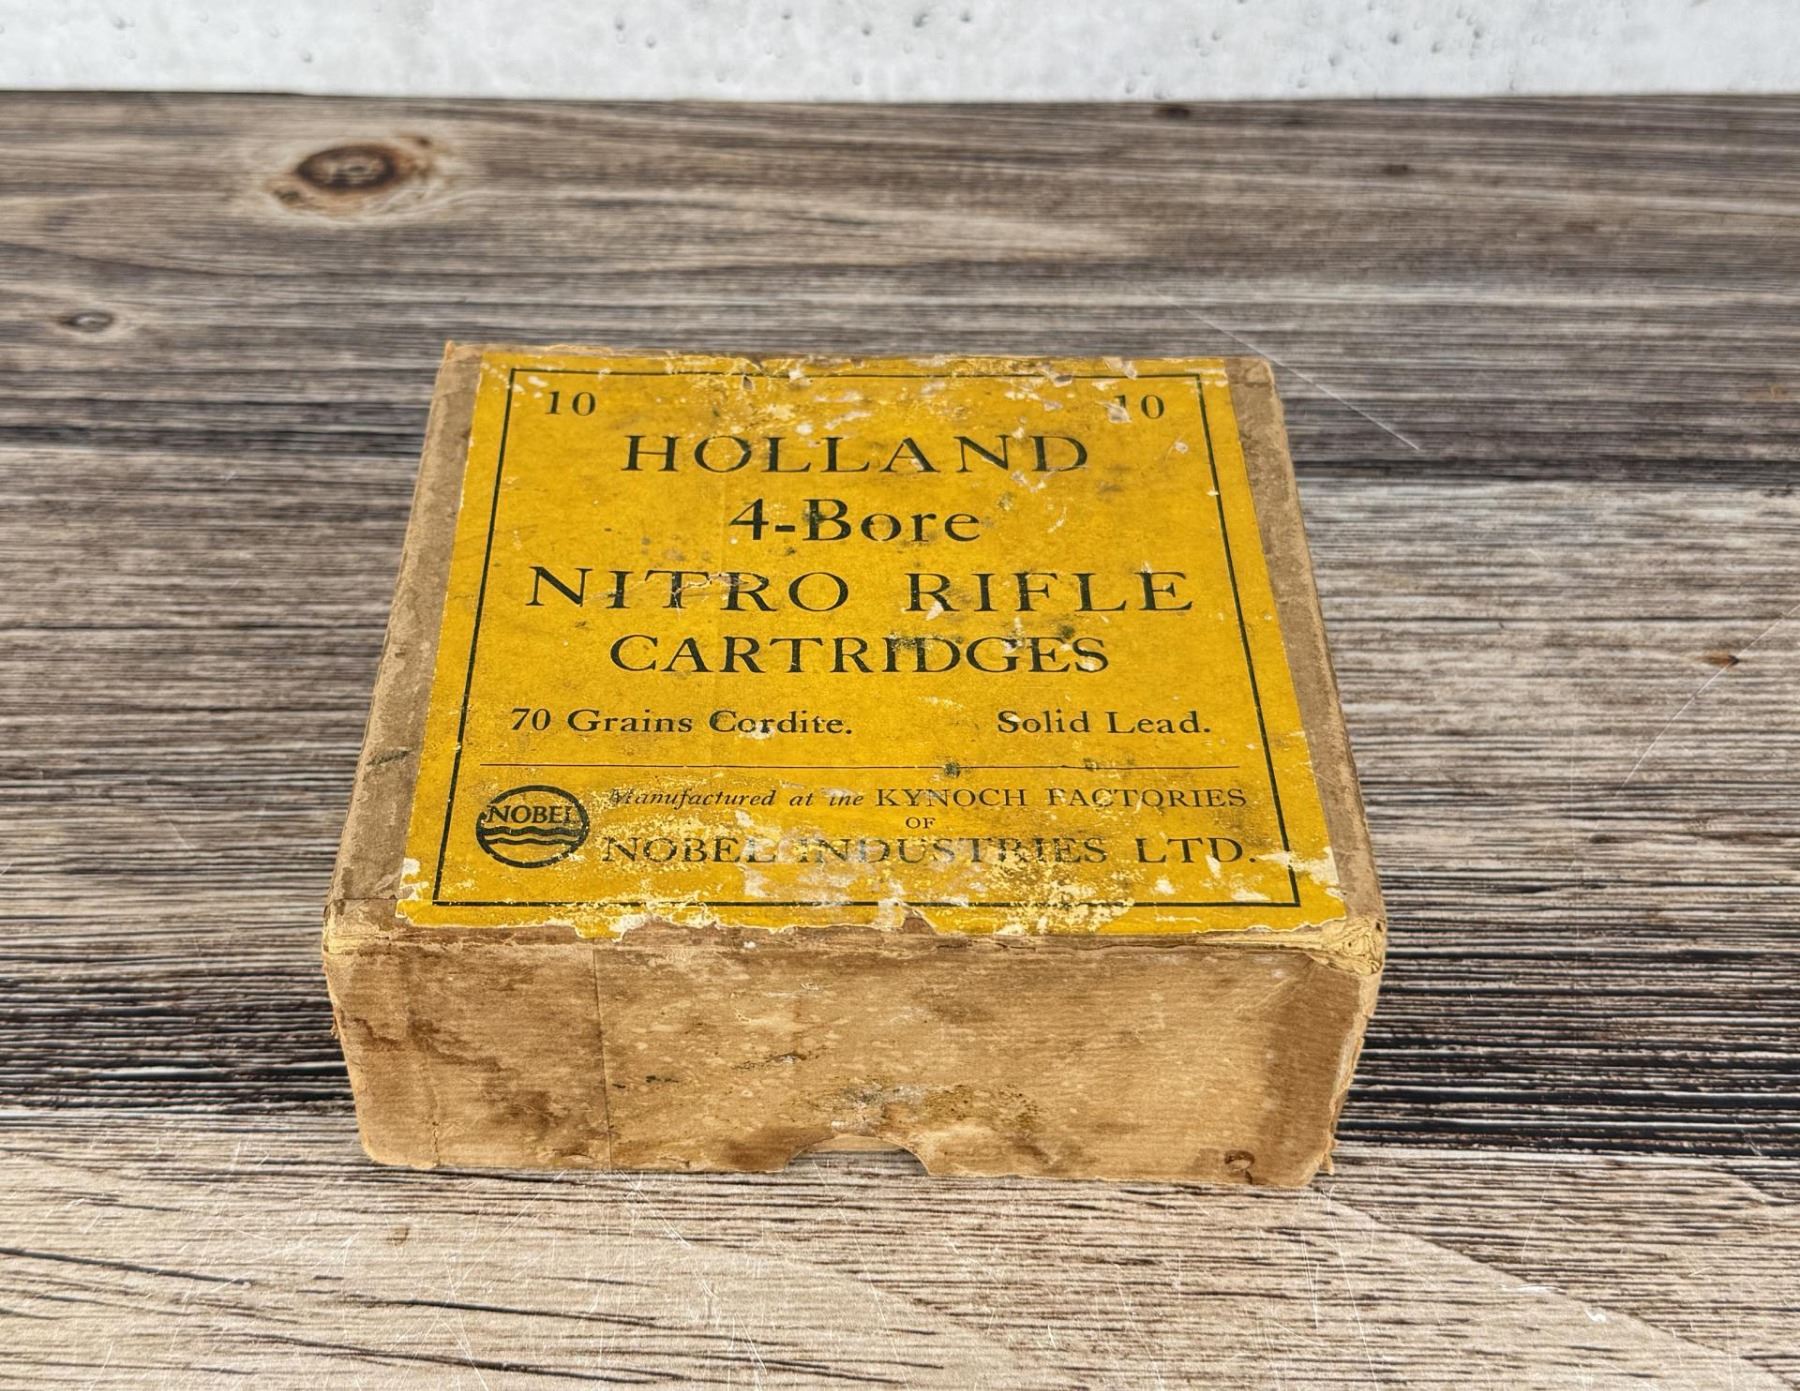 10 10
HOLLAND
4-Bore
NITRO RIFLE
CARTRIDGES
70 Grains Cordite. Solid Lead.
NOBEL
Manufactured at the KYNOCH FACTORIES
OF
NOBEL INDUSTRIES LTD.